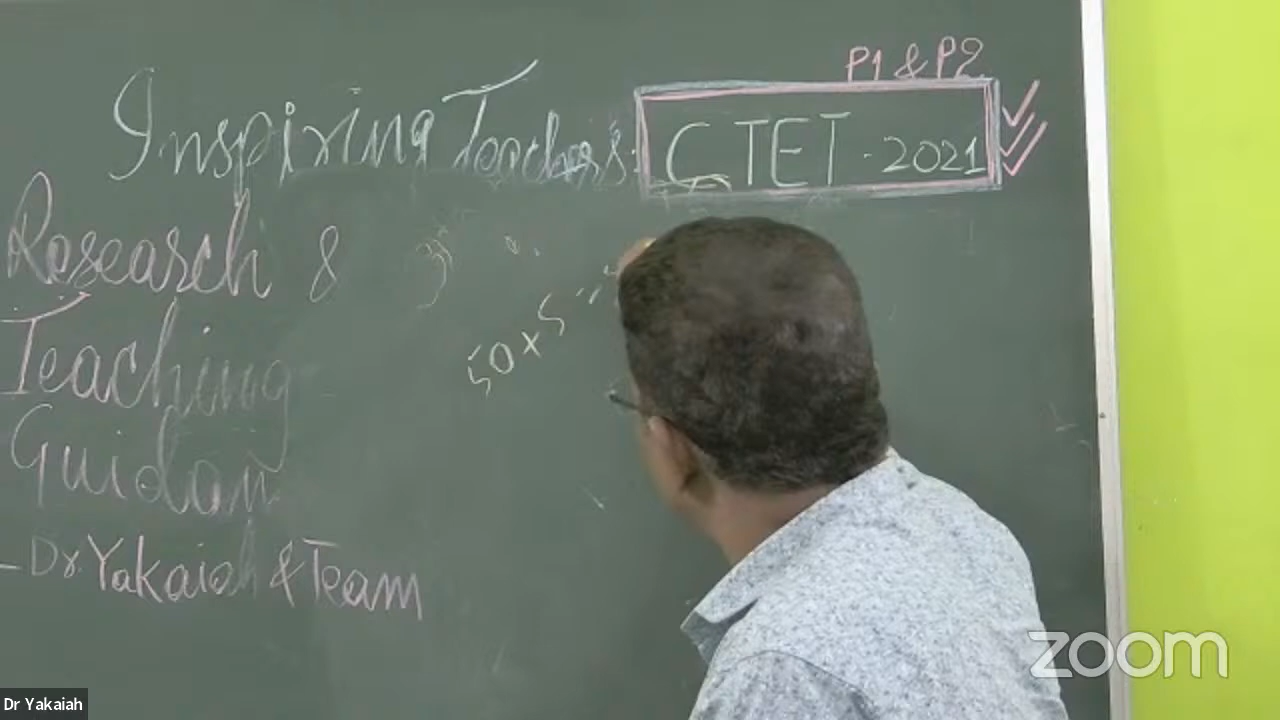 P1 & P2
Inspiring Teachers: CTET - 2021
Research &
Teaching
Guidan
- Dr. Yakaiah & Team
50 x 5
zoom
Dr Yakaiah